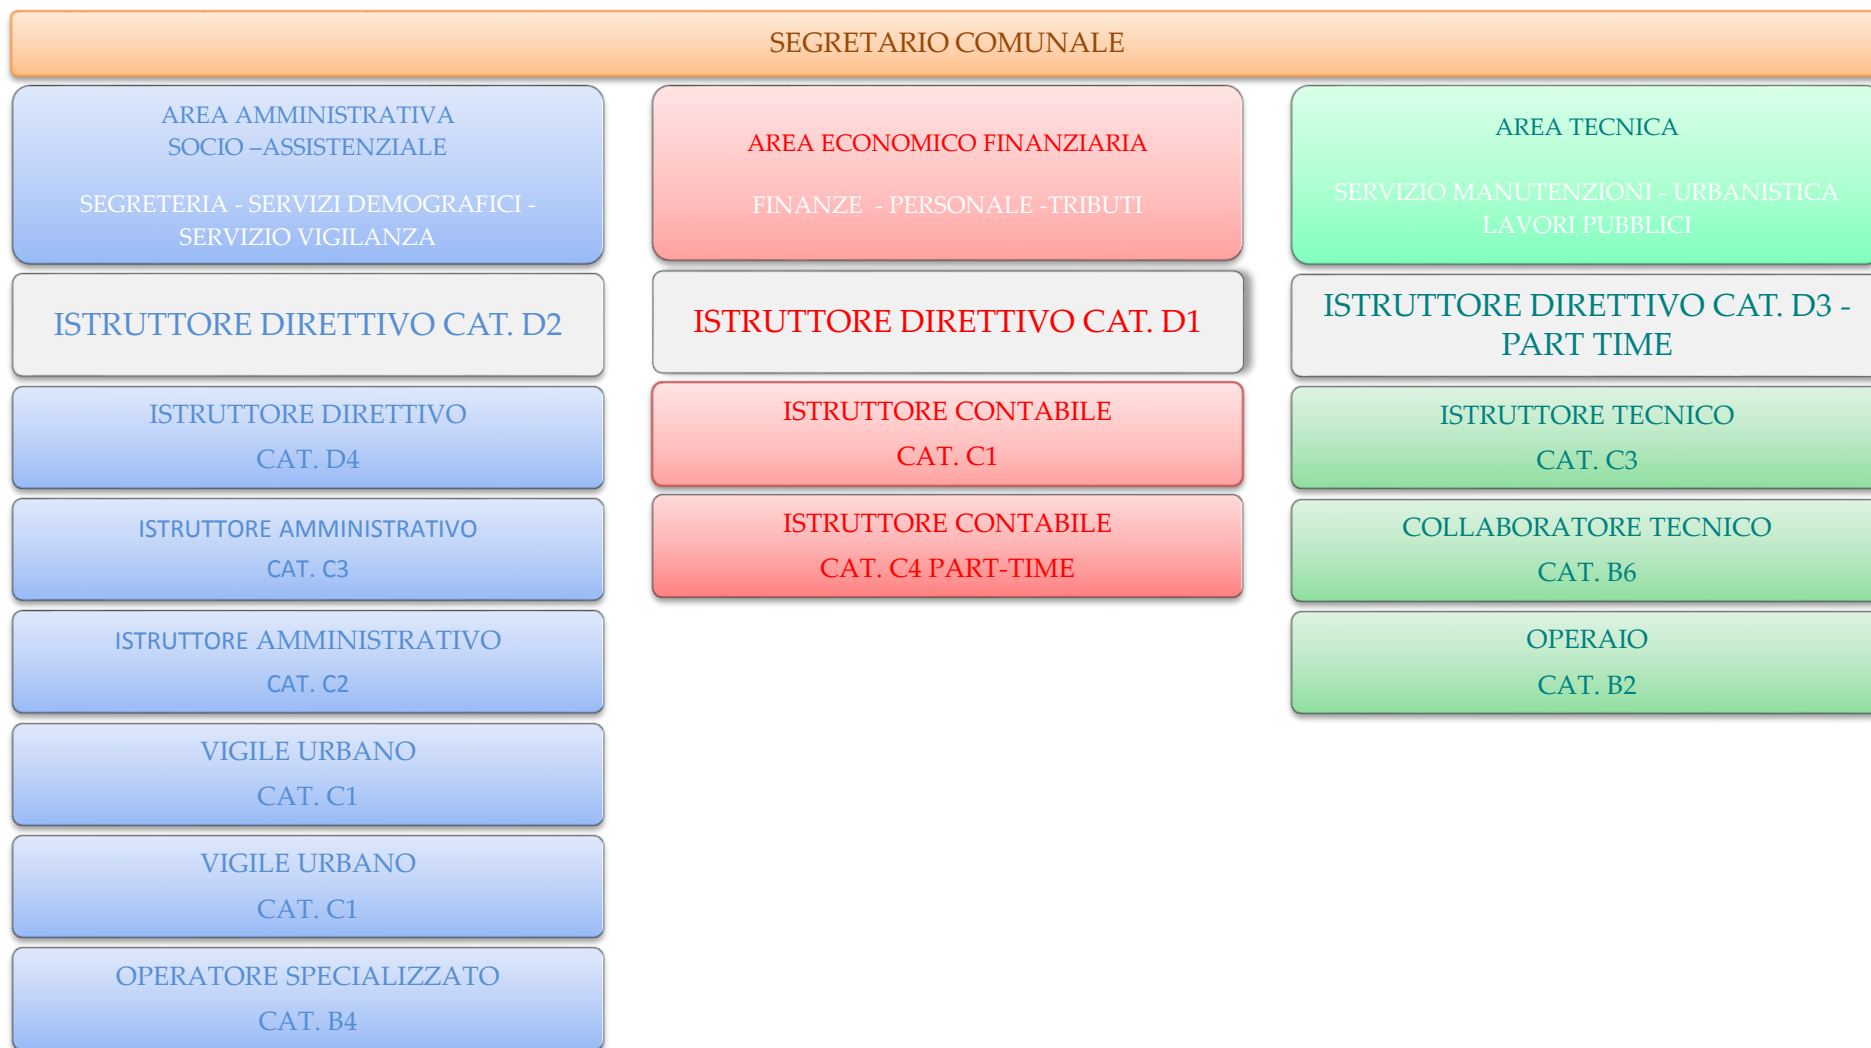 SEGRETARIO COMUNALE
AREA AMMINISTRATIVA
SOCIO –ASSISTENZIALE
SEGRETERIA - SERVIZI DEMOGRAFICI -
SERVIZIO VIGILANZA
ISTRUTTORE DIRETTIVO CAT. D2
ISTRUTTORE DIRETTIVO
CAT. D4
ISTRUTTORE AMMINISTRATIVO
CAT. C3
ISTRUTTORE AMMINISTRATIVO
CAT. C2
VIGILE URBANO
CAT. C1
VIGILE URBANO
CAT. C1
OPERATORE SPECIALIZZATO
CAT. B4
AREA ECONOMICO FINANZIARIA
FINANZE - PERSONALE -TRIBUTI
ISTRUTTORE DIRETTIVO CAT. D1
ISTRUTTORE CONTABILE
CAT. C1
ISTRUTTORE CONTABILE
CAT. C4 PART-TIME
AREA TECNICA
SERVIZIO MANUTENZIONI - URBANISTICA
LAVORI PUBBLICI
ISTRUTTORE DIRETTIVO CAT. D3 -
PART TIME
ISTRUTTORE TECNICO
CAT. C3
COLLABORATORE TECNICO
CAT. B6
OPERAIO
CAT. B2